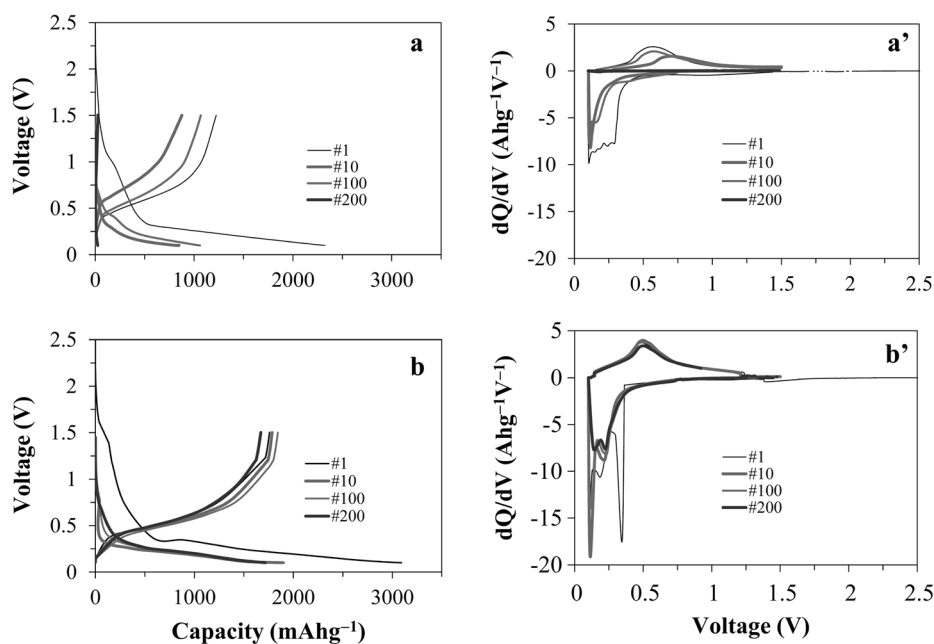 a
2.5
2
1.5
1
0.5
0
Voltage (V)
#1
#10
#100
#200
0 1000 2000 3000
a’
5
0
-5
-10
-15
-20
dQ/dV (Ahg⁻¹V⁻¹)
#1
#10
#100
#200
0 0.5 1 1.5 2 2.5
b
2.5
2
1.5
1
0.5
0
Voltage (V)
#1
#10
#100
#200
0 1000 2000 3000
Capacity (mAhg⁻¹)
b’
5
0
-5
-10
-15
-20
dQ/dV (Ahg⁻¹V⁻¹)
#1
#10
#100
#200
0 0.5 1 1.5 2 2.5
Voltage (V)